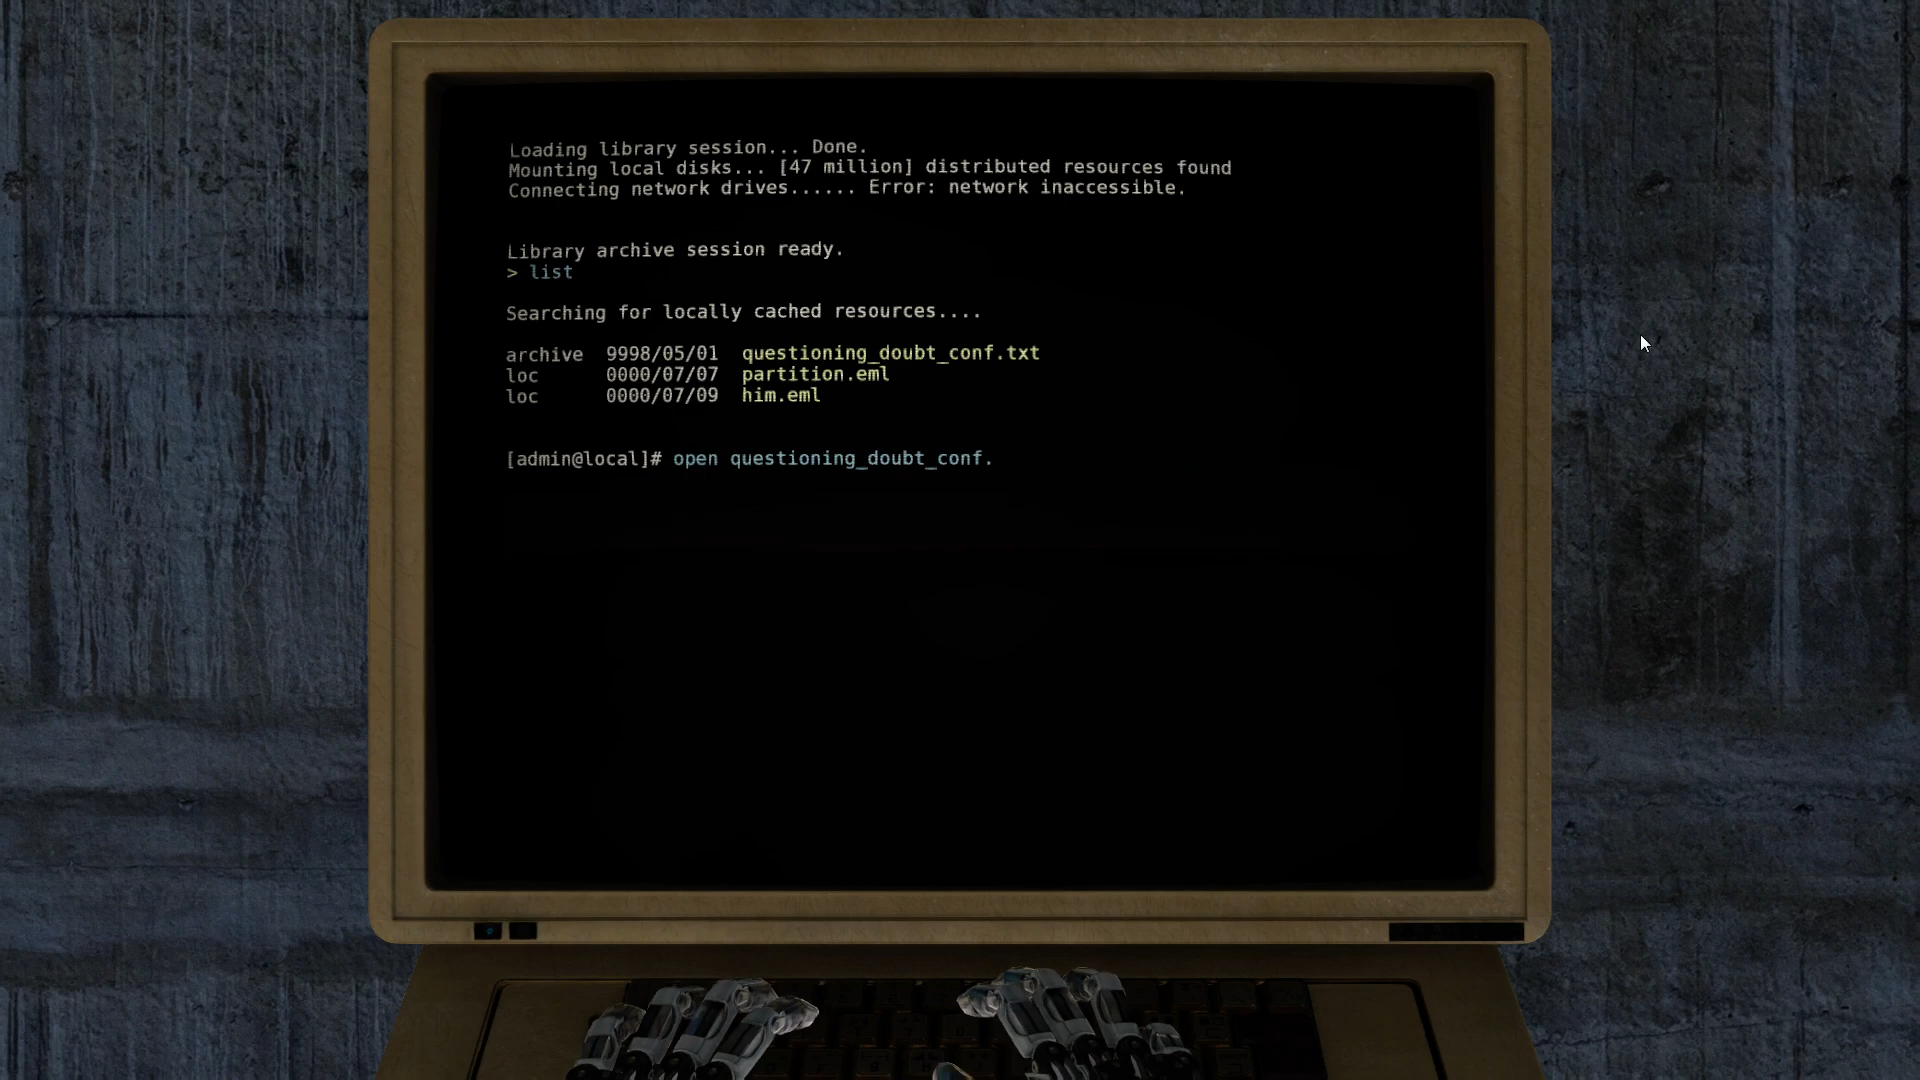 Loading library session... Done.
Mounting local disks... [47 million] distributed resources found
Connecting network drives...... Error: network inaccessible.
Library archive session ready.
> list
Searching for locally cached resources....
archive 9998/05/01 questioning_doubt_conf.txt
loc 0000/07/07 partition.eml
loc 0000/07/09 him.eml
[admin@local]# open questioning_doubt_conf.